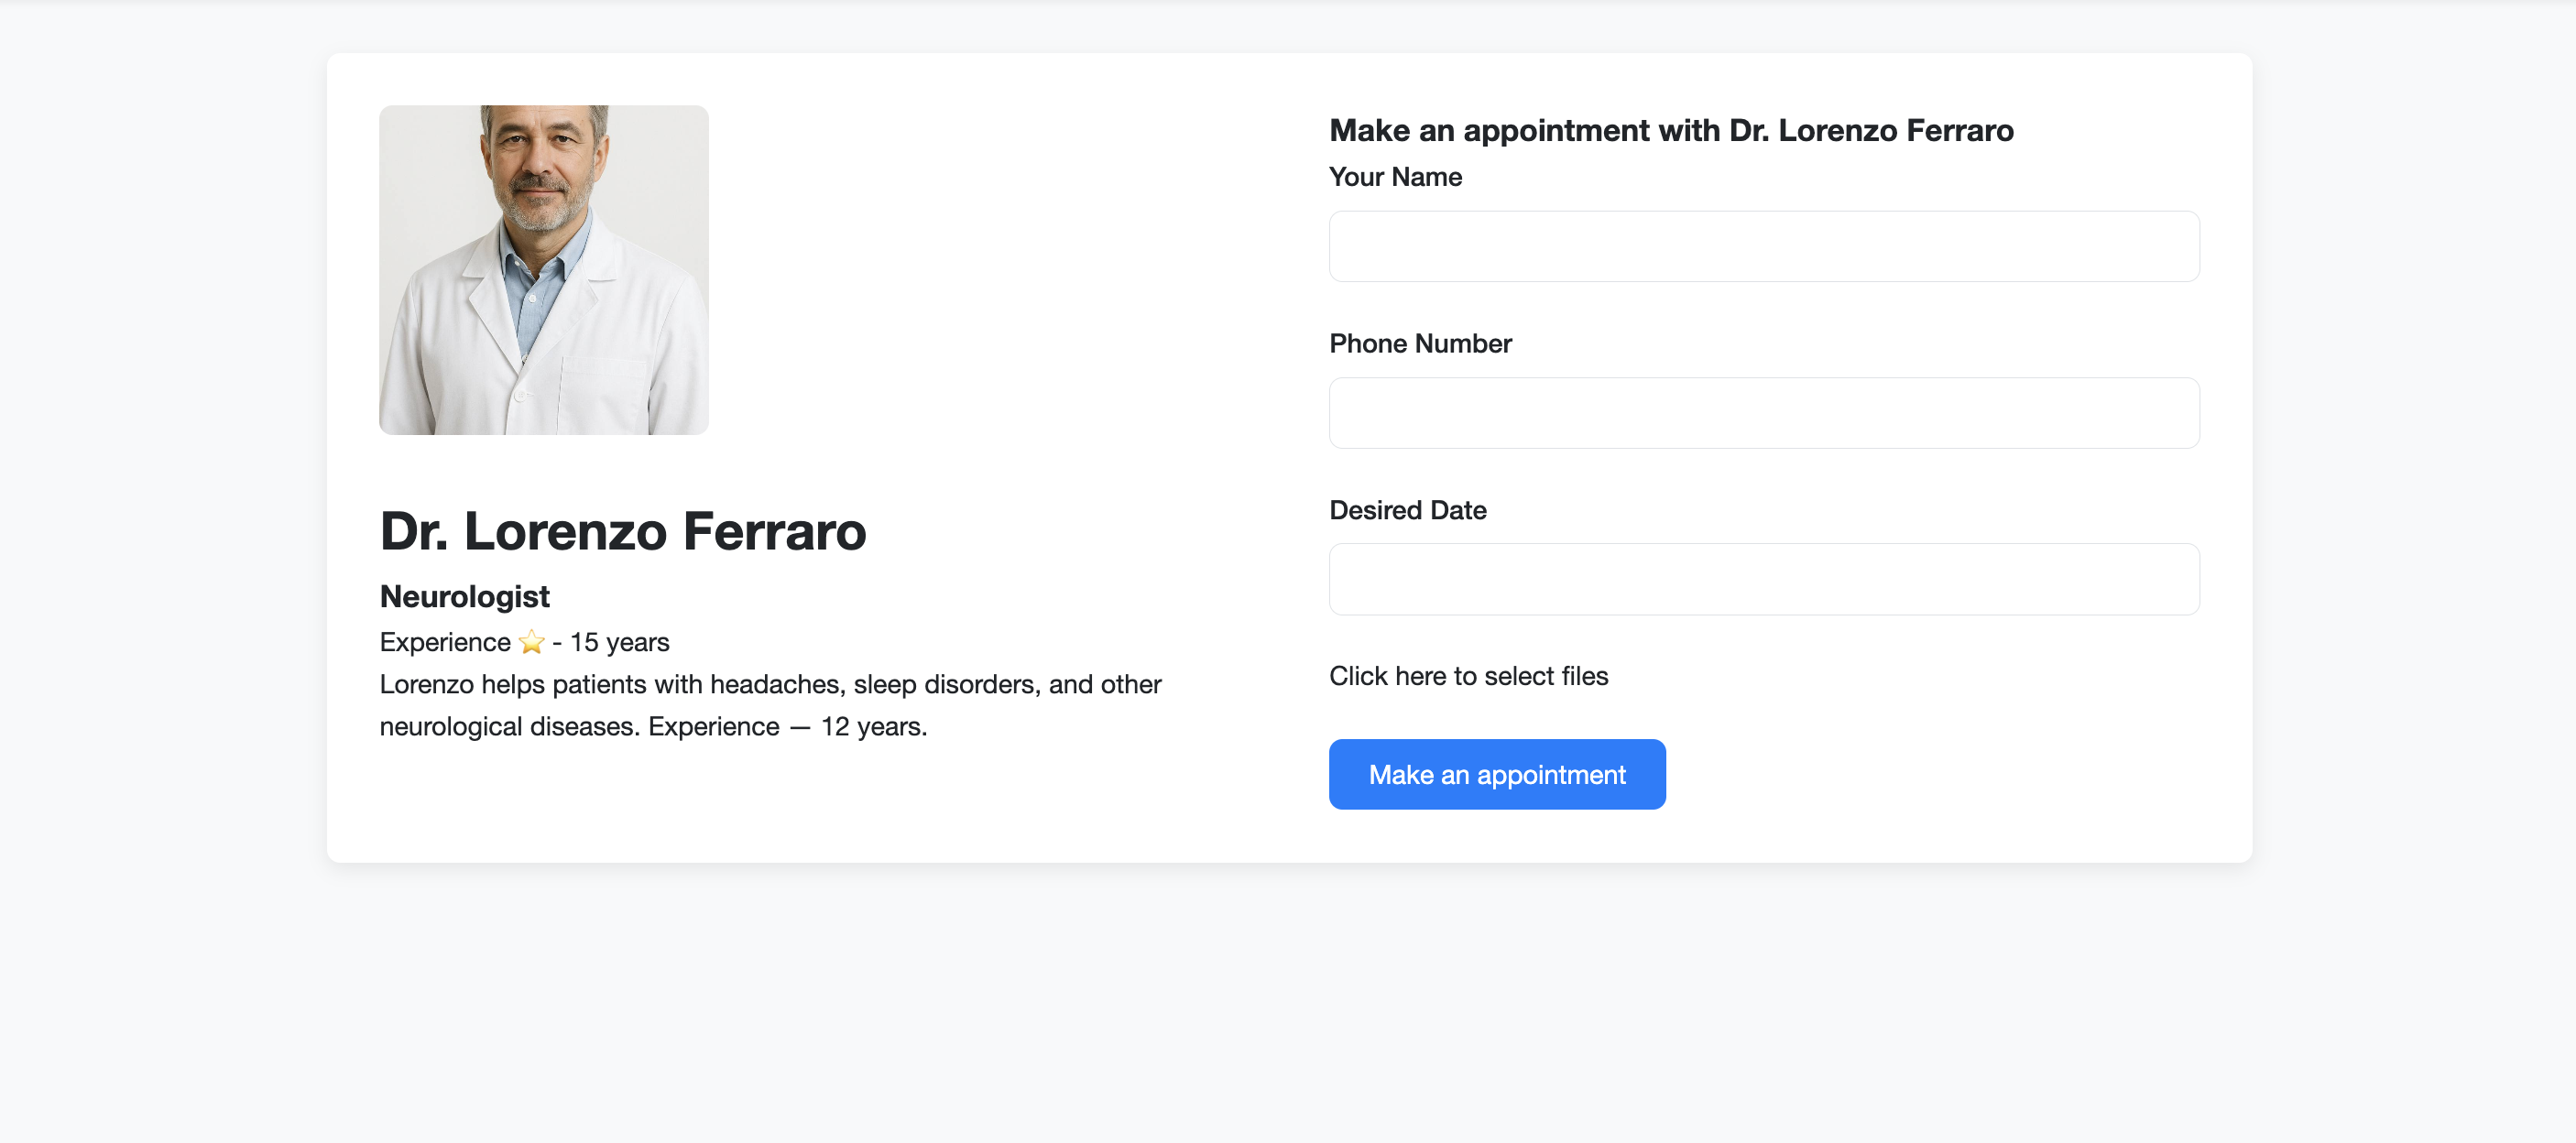 Dr. Lorenzo Ferraro
Neurologist
Experience ⭐ - 15 years
Lorenzo helps patients with headaches, sleep disorders, and other
neurological diseases. Experience — 12 years.
Make an appointment with Dr. Lorenzo Ferraro
Your Name
Phone Number
Desired Date
Click here to select files
Make an appointment